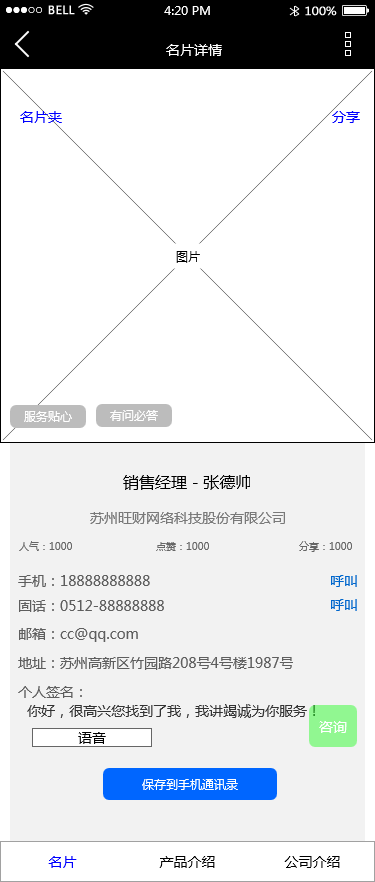 BELL 4:20 PM 100%
名片详情
名片夹 分享
图片
服务贴心 有问必答
销售经理 - 张德帅
苏州旺财网络科技股份有限公司
人气：1000 点赞：1000 分享：1000
手机：18888888888 呼叫
固话：0512-88888888 呼叫
邮箱：cc@qq.com
地址：苏州高新区竹园路208号4号楼1987号
个人签名：
你好，很高兴您找到了我，我讲竭诚为你服务！
咨询
语音
保存到手机通讯录
名片 产品介绍 公司介绍